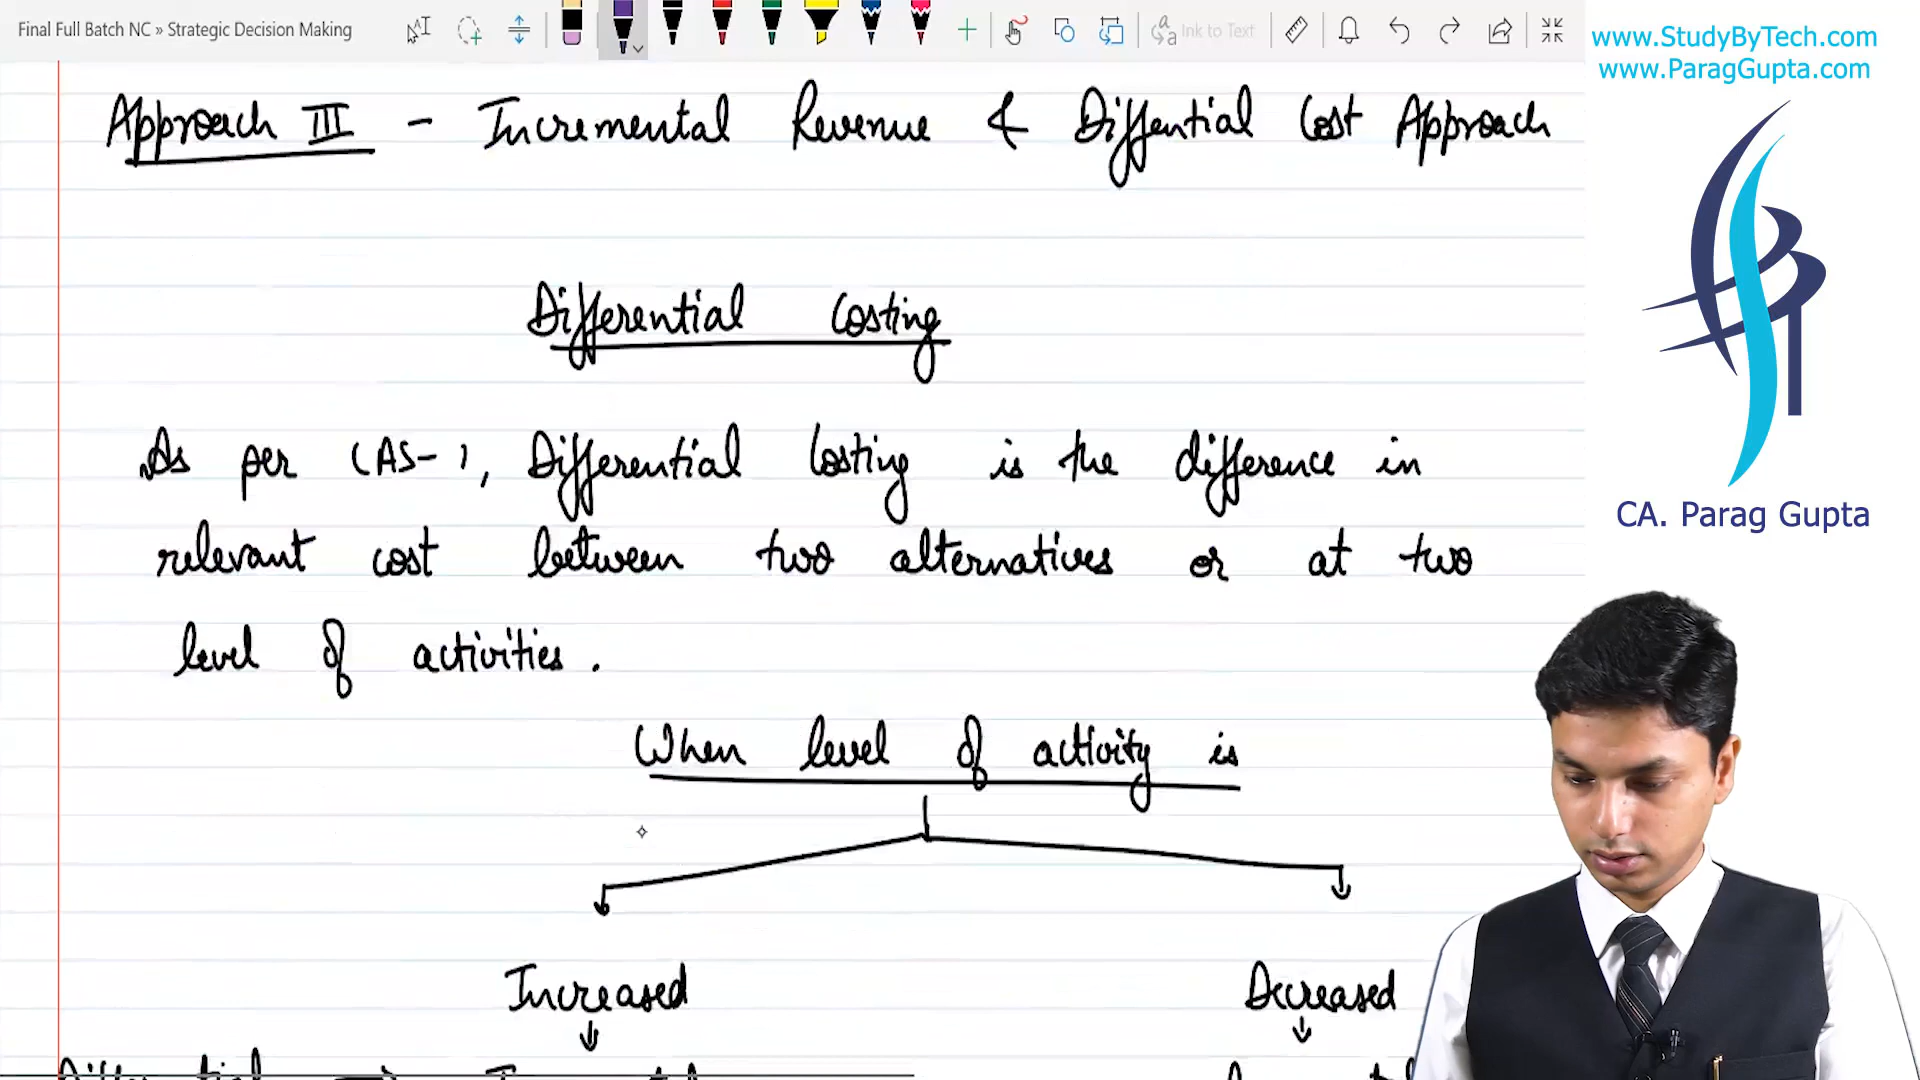 Final Full Batch NC » Strategic Decision Making
Ink to Text
www.StudyByTech.com
www.ParagGupta.com
Approach III - Incremental Revenue & Diffential Cost Approach
Differential Costing
As per CAS-1, Differential Costing is the difference in
relevant cost between two alternatives or at two
level of activities.
CA. Parag Gupta
When level of activity is
Increased
Decreased